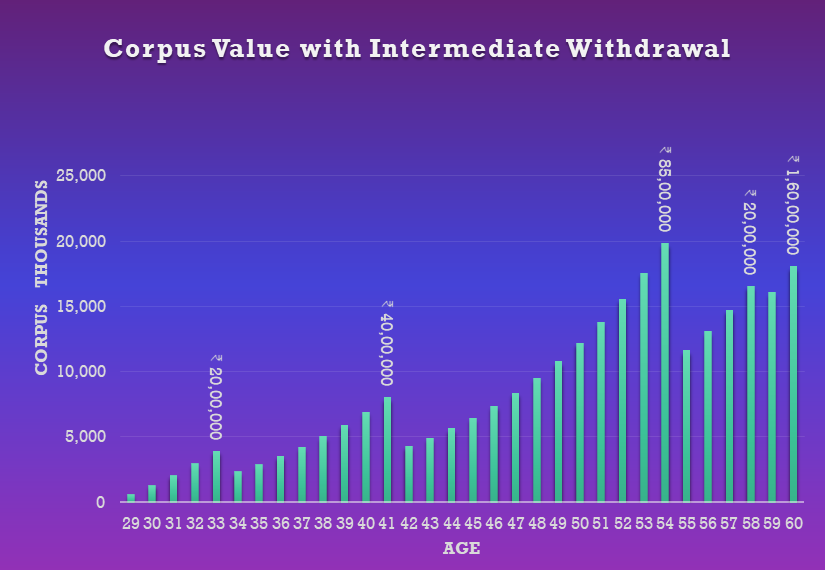 Corpus Value with Intermediate Withdrawal
CORPUS THOUSANDS
25,000
20,000
15,000
10,000
5,000
0
₹ 20,00,000
₹ 40,00,000
₹ 85,00,000
₹ 20,00,000
₹ 1,60,00,000
29 30 31 32 33 34 35 36 37 38 39 40 41 42 43 44 45 46 47 48 49 50 51 52 53 54 55 56 57 58 59 60
AGE